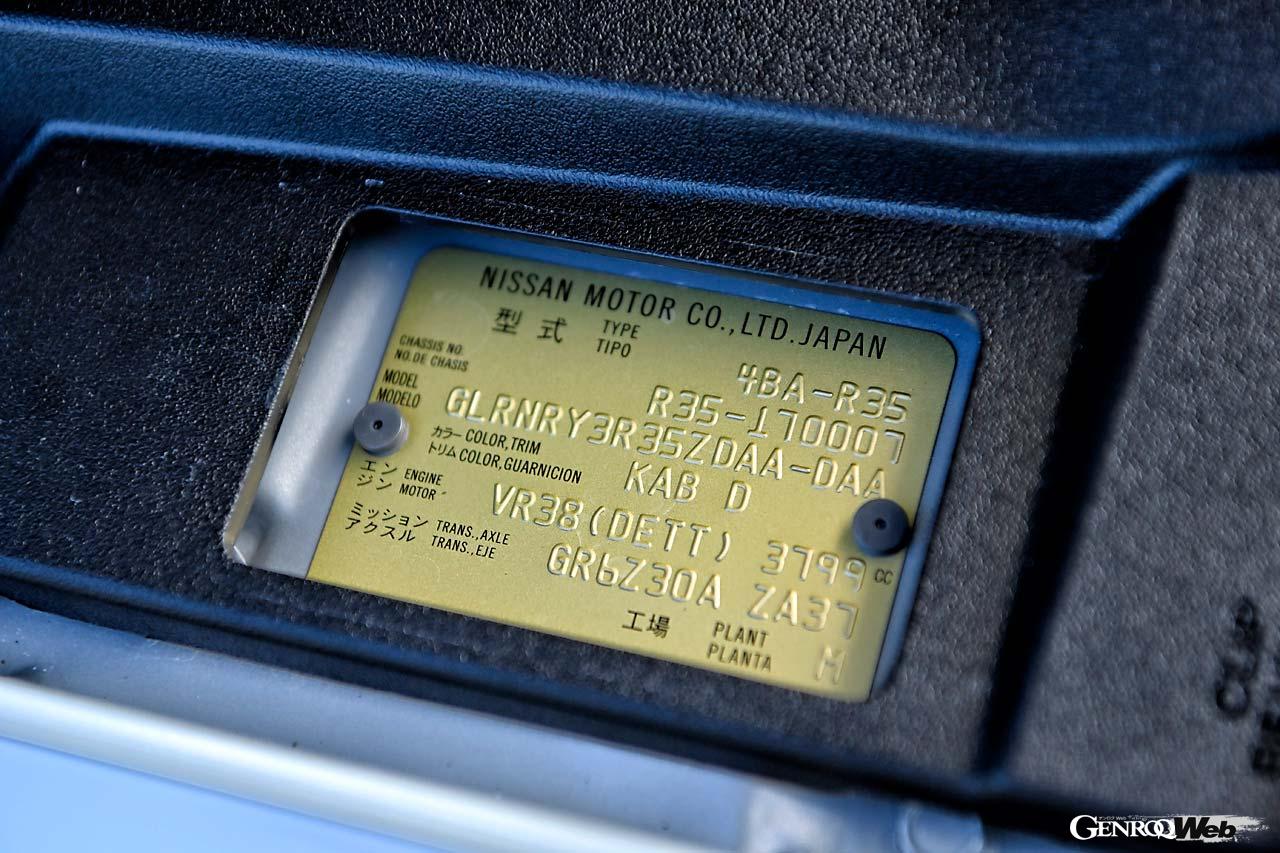 NISSAN MOTOR CO.,LTD.JAPAN
型式 TYPE TIPO 4BA-R35
CHASSIS NO. NO.DE CHASIS R35-170007
MODEL MODELO GLRNRY3R35ZDAA-DAA
カラー COLOR,TRIM
トリム COLOR,GUARNICION KAB D
エンジン ENGINE MOTOR VR38(DETT) 3799 CC
ミッション TRANS.,AXLE
アクスル TRANS.,EJE GR6Z30A ZA37
工場 PLANT PLANTA M
GENROQ Web